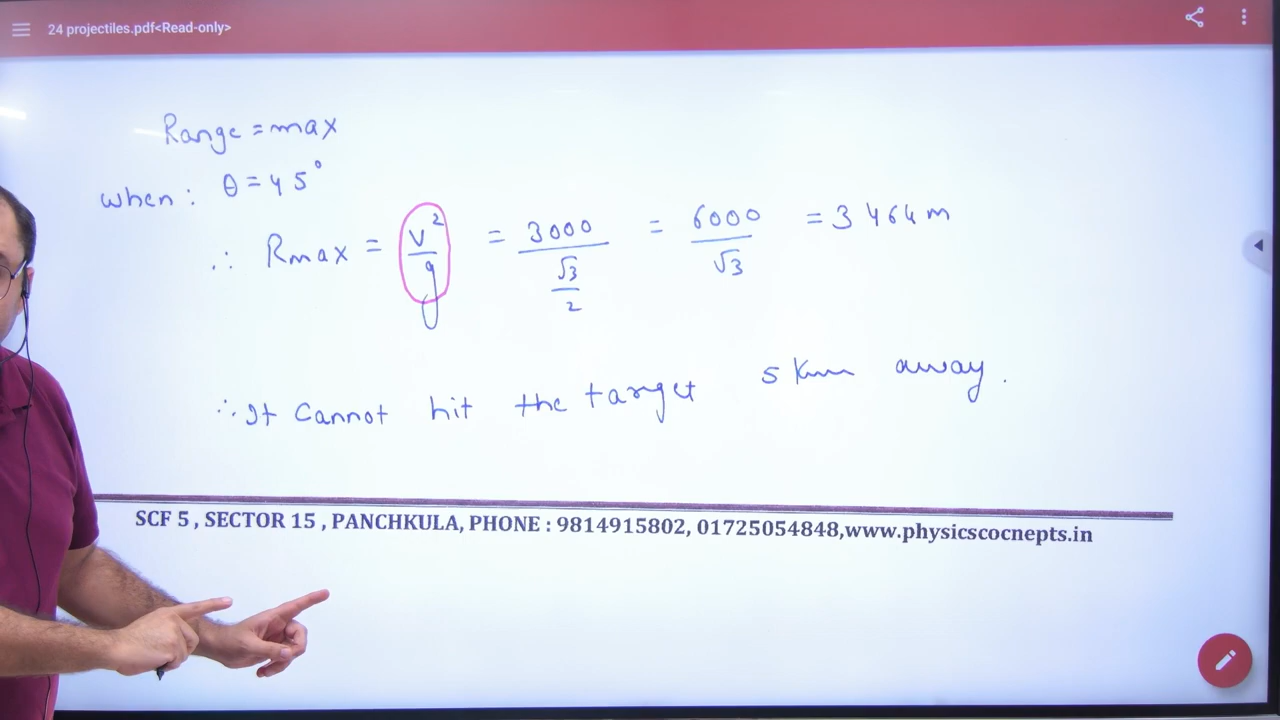 24 projectiles.pdf<Read-only>
Range = max
when : θ = 45°
∴ Rmax = v²/g = 3000/(√3/2) = 6000/√3 = 3464m
∴ It cannot hit the target 5 Km away.
SCF 5 , SECTOR 15 , PANCHKULA, PHONE : 9814915802, 01725054848,www.physicscocnepts.in